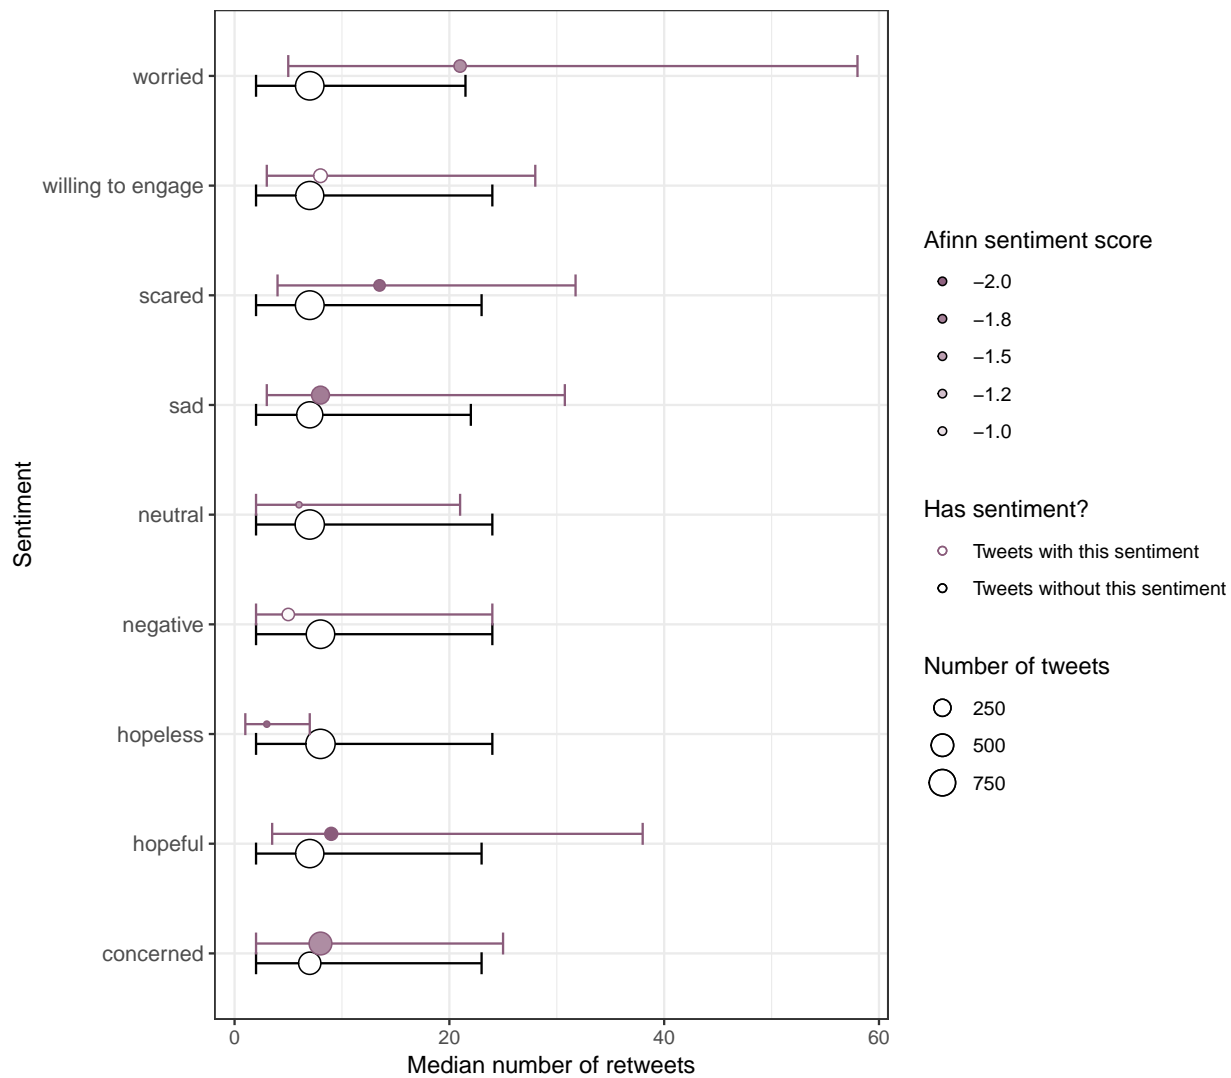 worried
willing to engage
scared
sad
neutral
negative
hopeless
hopeful
concerned
Sentiment
0
20
40
60
Median number of retweets
Afinn sentiment score
−2.0
−1.8
−1.5
−1.2
−1.0
Has sentiment?
Tweets with this sentiment
Tweets without this sentiment
Number of tweets
250
500
750